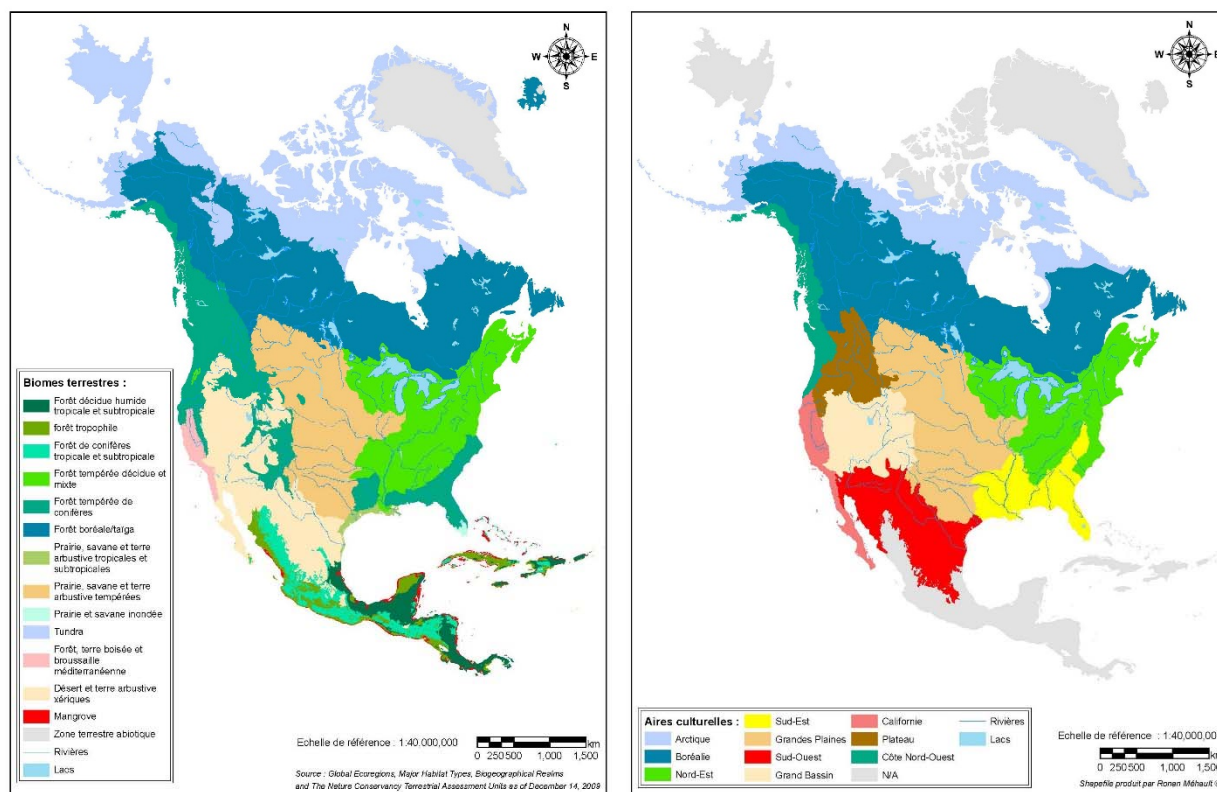 N
W
E
S
Biomes terrestres :
Forêt décidue humide
tropicale et subtropicale
forêt tropophile
Forêt de conifères
tropicale et subtropicale
Forêt tempérée décidue et
mixte
Forêt tempérée de
conifères
Forêt boréale/taïga
Prairie, savane et terre
arbustive tropicales et
subtropicales
Prairie, savane et terre
arbustive tempérées
Prairie et savane inondée
Tundra
Forêt, terre boisée et
broussaille
méditerranéenne
Désert et terre arbustive
xériques
Mangrove
Zone terrestre abiotique
Rivières
Lacs
Echelle de référence : 1:40,000,000
km
0 250 500 1,000 1,500
Source : Global Ecoregions, Major Habitat Types, Biogeographical Realms
and The Nature Conservancy Terrestrial Assessment Units as of December 14, 2009
N
W
E
S
Aires culturelles :
Arctique
Boréalie
Nord-Est
Sud-Est
Grandes Plaines
Sud-Ouest
Grand Bassin
Californie
Plateau
Côte Nord-Ouest
N/A
Rivières
Lacs
Echelle de référence : 1:40,000,000
km
0 250 500 1,000 1,500
Shapefile produit par Ronan Méhault ©